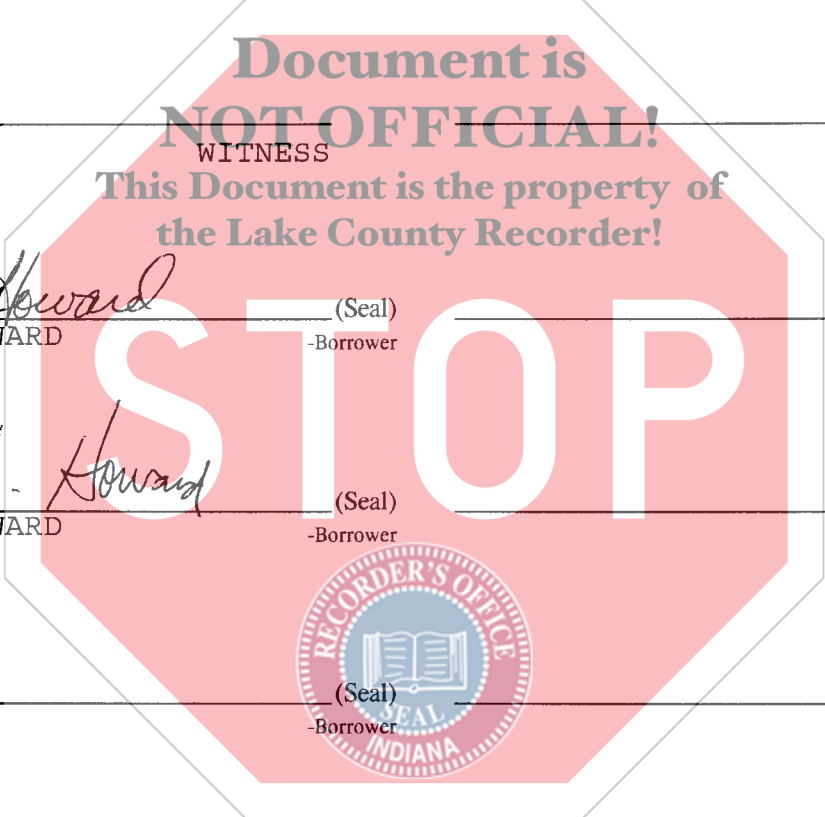 Document is
NOT OFFICIAL!
WITNESS
This Document is the property of
the Lake County Recorder!
Howard (Seal)
ARD -Borrower
STOP
Howard (Seal)
ARD -Borrower
RECORDER'S OFFICE
(Seal)
SEAL
-Borrower
INDIANA